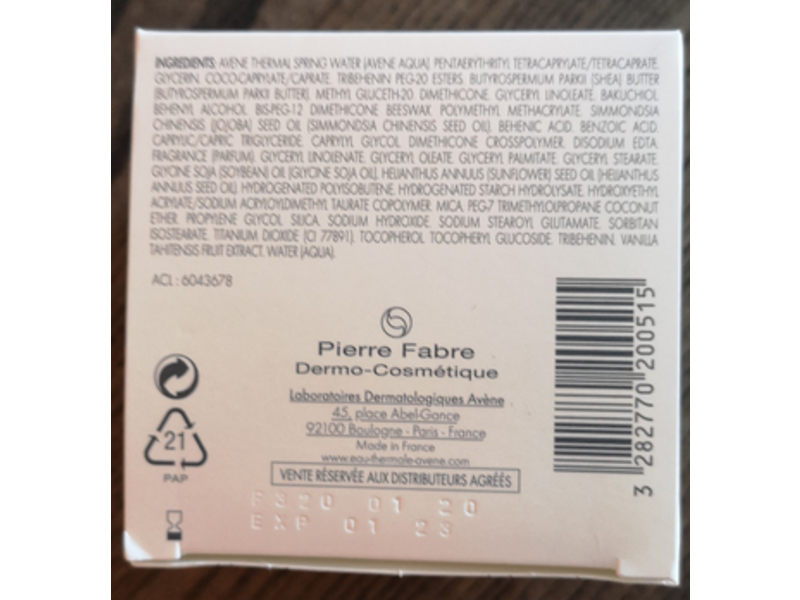 INGREDIENTS: AVENE THERMAL SPRING WATER (AVENE AQUA). PENTAERYTHRITYL TETRACAPRYLATE/TETRACAPRATE.
GLYCERIN. COCO-CAPRYLATE/CAPRATE. TRIBEHENIN PEG-20 ESTERS. BUTYROSPERMUM PARKII (SHEA) BUTTER
(BUTYROSPERMUM PARKII BUTTER). METHYL GLUCETH-20. DIMETHICONE. GLYCERYL LINOLEATE. BAKUCHIOL.
BEHENYL ALCOHOL. BIS-PEG-12 DIMETHICONE BEESWAX. POLYMETHYL METHACRYLATE. SIMMONDSIA
CHINENSIS (JOJOBA) SEED OIL (SIMMONDSIA CHINENSIS SEED OIL). BEHENIC ACID. BENZOIC ACID.
CAPRYLIC/CAPRIC TRIGLYCERIDE. CAPRYLYL GLYCOL. DIMETHICONE CROSSPOLYMER. DISODIUM EDTA.
FRAGRANCE (PARFUM). GLYCERYL LINOLENATE. GLYCERYL OLEATE. GLYCERYL PALMITATE. GLYCERYL STEARATE.
GLYCINE SOJA (SOYBEAN) OIL (GLYCINE SOJA OIL). HELIANTHUS ANNUUS (SUNFLOWER) SEED OIL (HELIANTHUS
ANNUUS SEED OIL). HYDROGENATED POLYISOBUTENE. HYDROGENATED STARCH HYDROLYSATE. HYDROXYETHYL
ACRYLATE/SODIUM ACRYLOYLDIMETHYL TAURATE COPOLYMER. MICA. PEG-7 TRIMETHYLOLPROPANE COCONUT
ETHER. PROPYLENE GLYCOL. SILICA. SODIUM HYDROXIDE. SODIUM STEAROYL GLUTAMATE. SORBITAN
ISOSTEARATE. TITANIUM DIOXIDE (CI 77891). TOCOPHEROL. TOCOPHERYL GLUCOSIDE. TRIBEHENIN. VANILLA
TAHITENSIS FRUIT EXTRACT. WATER (AQUA).
ACL : 6043678
Pierre Fabre
Dermo-Cosmétique
Laboratoires Dermatologiques Avène
45, place Abel-Gance
92100 Boulogne - Paris - France
Made in France
www.eau-thermale-avene.com
VENTE RÉSERVÉE AUX DISTRIBUTEURS AGRÉÉS
21
PAP
F320 01 20
EXP 01 23
3 282770 200515